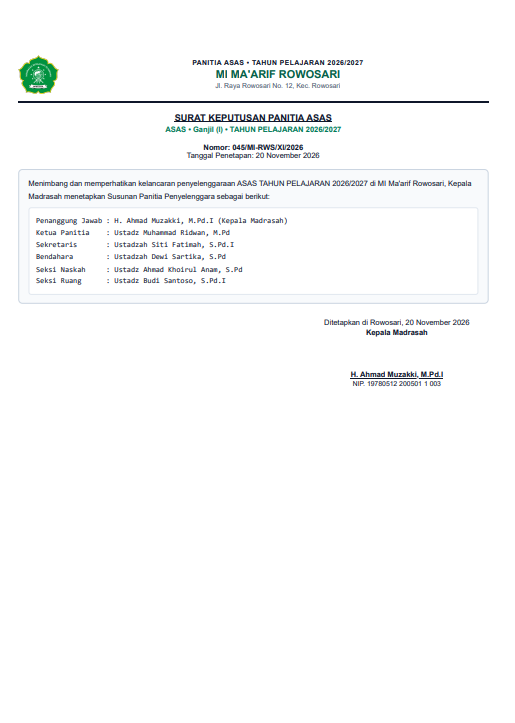 PANITIA ASAS • TAHUN PELAJARAN 2026/2027
MI MA'ARIF ROWOSARI
Jl. Raya Rowosari No. 12, Kec. Rowosari
SURAT KEPUTUSAN PANITIA ASAS
ASAS • Ganjil (I) • TAHUN PELAJARAN 2026/2027
Nomor: 045/MI-RWS/XI/2026
Tanggal Penetapan: 20 November 2026
Menimbang dan memperhatikan kelancaran penyelenggaraan ASAS TAHUN PELAJARAN 2026/2027 di MI Ma'arif Rowosari, Kepala
Madrasah menetapkan Susunan Panitia Penyelenggara sebagai berikut:
Penanggung Jawab : H. Ahmad Muzakki, M.Pd.I (Kepala Madrasah)
Ketua Panitia : Ustadz Muhammad Ridwan, M.Pd
Sekretaris : Ustadzah Siti Fatimah, S.Pd.I
Bendahara : Ustadzah Dewi Sartika, S.Pd
Seksi Naskah : Ustadz Ahmad Khoirul Anam, S.Pd
Seksi Ruang : Ustadz Budi Santoso, S.Pd.I
Ditetapkan di Rowosari, 20 November 2026
Kepala Madrasah
H. Ahmad Muzakki, M.Pd.I
NIP. 19780512 200501 1 003